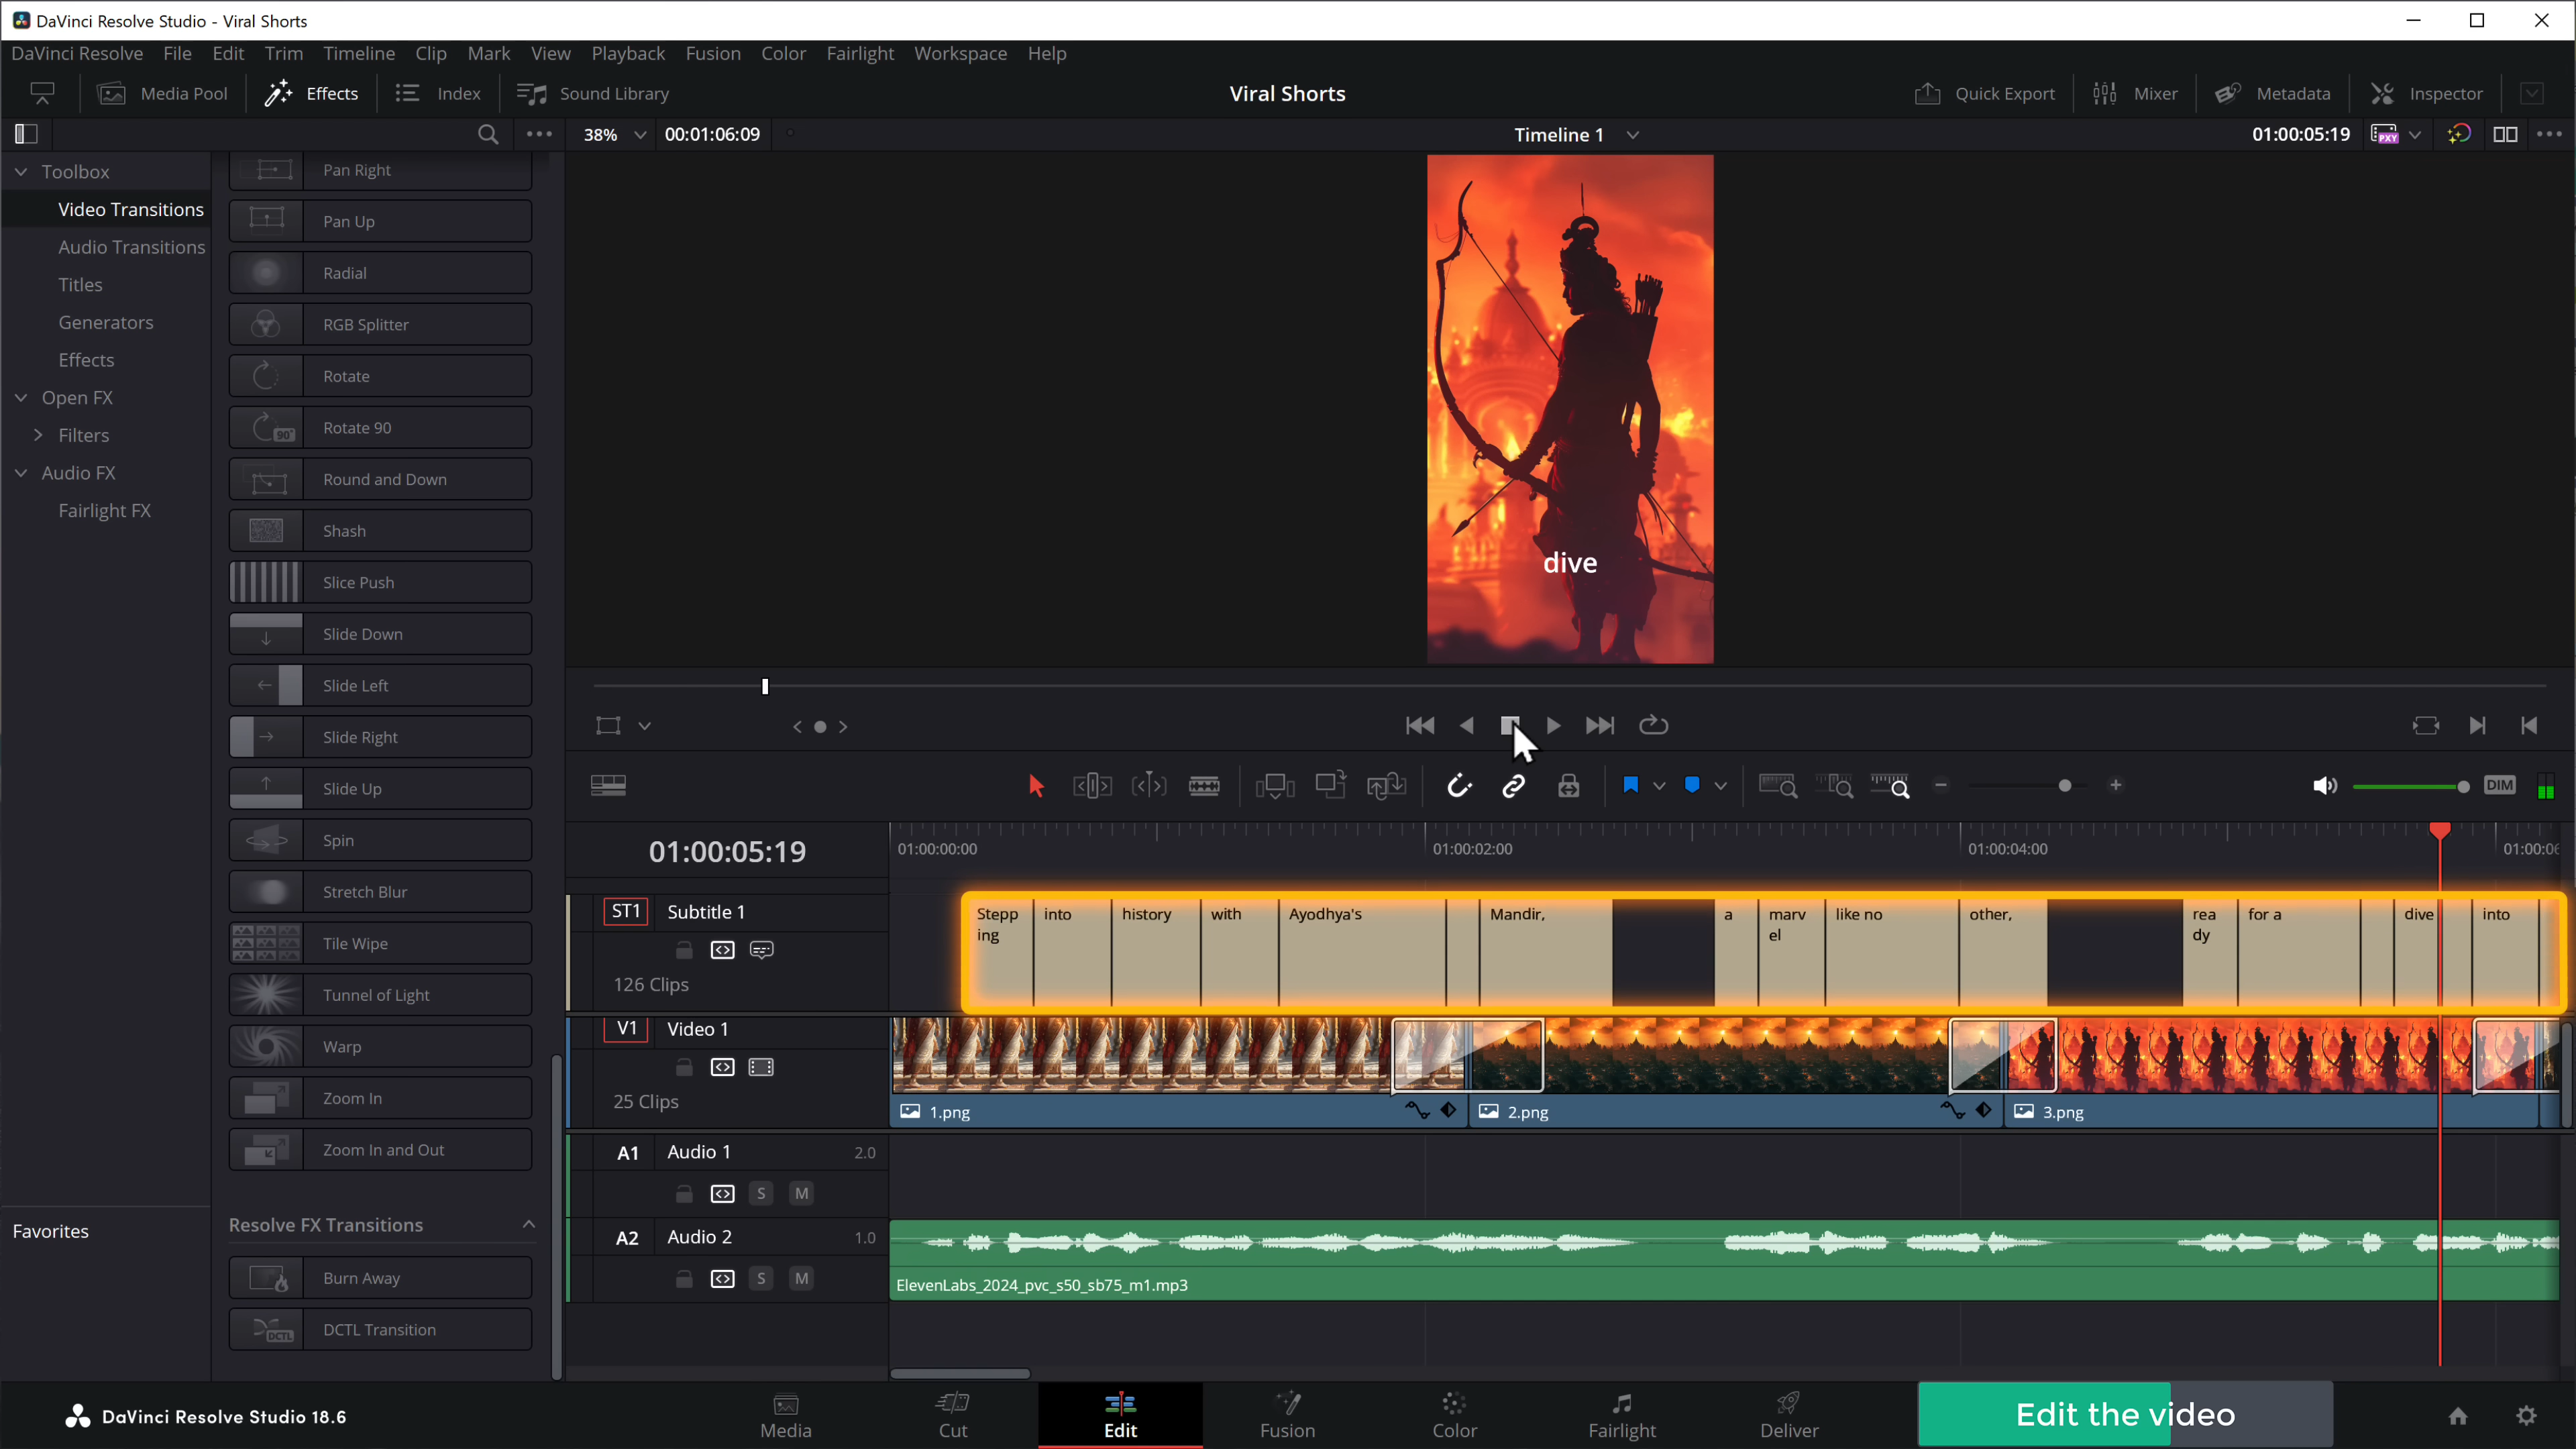 DaVinci Resolve Studio - Viral Shorts
DaVinci Resolve File Edit Trim Timeline Clip Mark View Playback Fusion Color Fairlight Workspace Help
Media Pool Effects Index Sound Library Viral Shorts Quick Export Mixer Metadata Inspector
38% 00:01:06:09 Timeline 1 01:00:05:19 PXY
Toolbox
Video Transitions
Audio Transitions
Titles
Generators
Effects
Open FX
Filters
Audio FX
Fairlight FX
Favorites
Pan Right
Pan Up
Radial
RGB Splitter
Rotate
90° Rotate 90
Round and Down
Shash
Slice Push
Slide Down
Slide Left
Slide Right
Slide Up
Spin
Stretch Blur
Tile Wipe
Tunnel of Light
Warp
Zoom In
Zoom In and Out
Resolve FX Transitions
Burn Away
DCTL DCTL Transition
dive
DIM
01:00:05:19 01:00:00:00 01:00:02:00 01:00:04:00 01:00:06
ST1 Subtitle 1
126 Clips
Stepp into history with Ayodhya's Mandir, a marv like no other, rea for a dive into
ing el dy
V1 Video 1
25 Clips
1.png 2.png 3.png
A1 Audio 1 2.0
S M
A2 Audio 2 1.0
S M
ElevenLabs_2024_pvc_s50_sb75_m1.mp3
DaVinci Resolve Studio 18.6
Media Cut Edit Fusion Color Fairlight Deliver
Edit the video